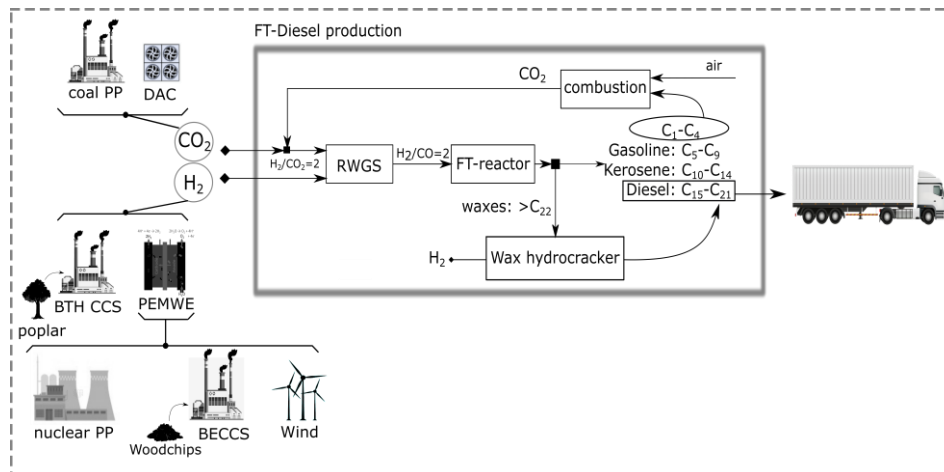 FT-Diesel production
coal PP
DAC
CO₂
combustion
air
C₁-C₄
CO₂
H₂/CO₂=2
RWGS
H₂/CO=2
FT-reactor
Gasoline: C₅-C₉
Kerosene: C₁₀-C₁₄
Diesel: C₁₅-C₂₁
H₂
waxes: >C₂₂
H₂
Wax hydrocracker
BTH CCS
PEMWE
poplar
nuclear PP
BECCS
Wind
Woodchips